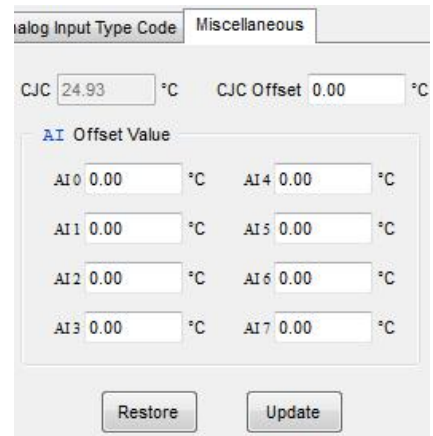 Analog Input Type Code Miscellaneous
CJC 24.93 °C CJC Offset 0.00 °C
AI Offset Value
AI0 0.00 °C AI4 0.00 °C
AI1 0.00 °C AI5 0.00 °C
AI2 0.00 °C AI6 0.00 °C
AI3 0.00 °C AI7 0.00 °C
Restore Update